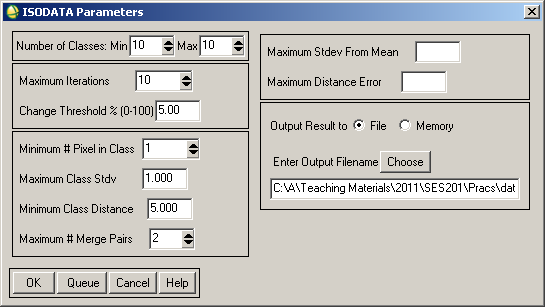 ISODATA Parameters
Number of Classes: Min 10 Max 10
Maximum Iterations 10
Change Threshold % (0-100) 5.00
Minimum # Pixel in Class 1
Maximum Class Stdv 1.000
Minimum Class Distance 5.000
Maximum # Merge Pairs 2
Maximum Stdev From Mean
Maximum Distance Error
Output Result to File Memory
Enter Output Filename Choose
C:\A\Teaching Materials\2011\SES201\Pracs\dat
OK Queue Cancel Help